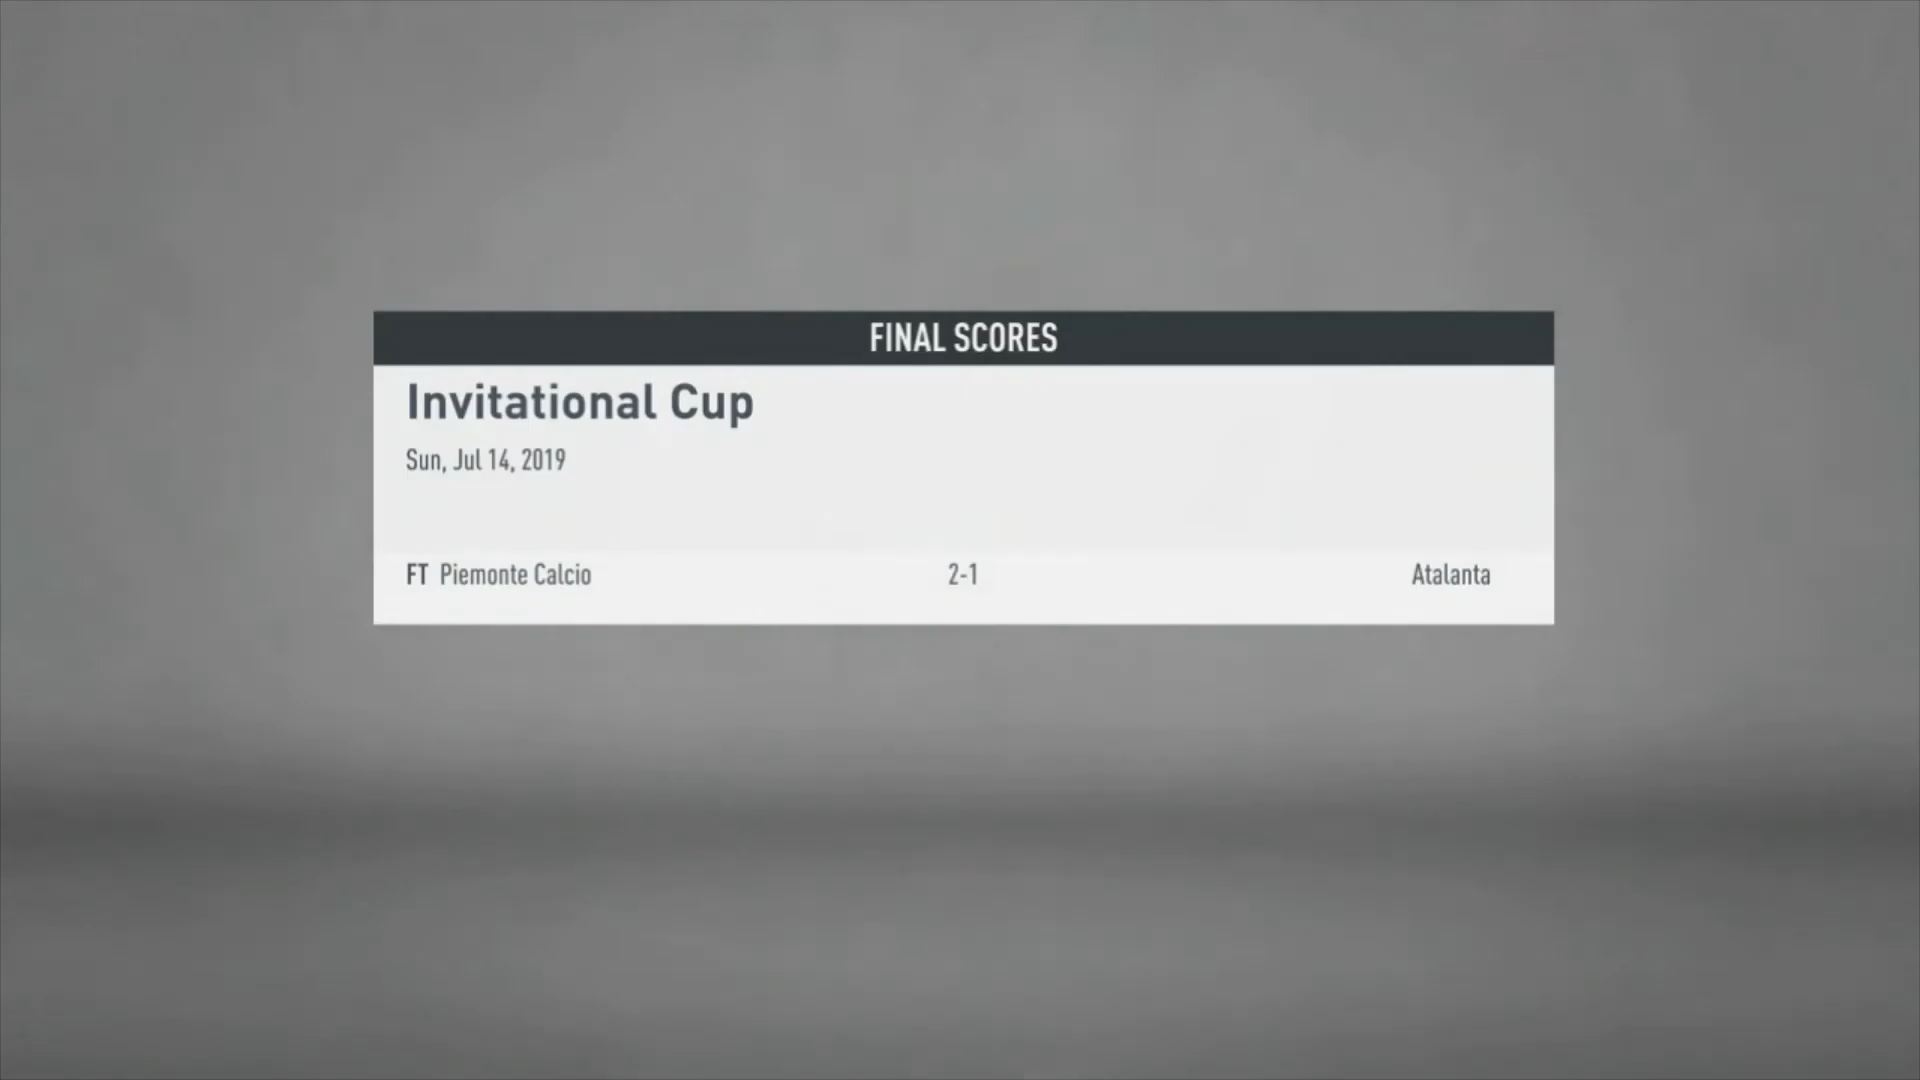 FINAL SCORES
Invitational Cup
Sun, Jul 14, 2019
FT Piemonte Calcio 2-1 Atalanta